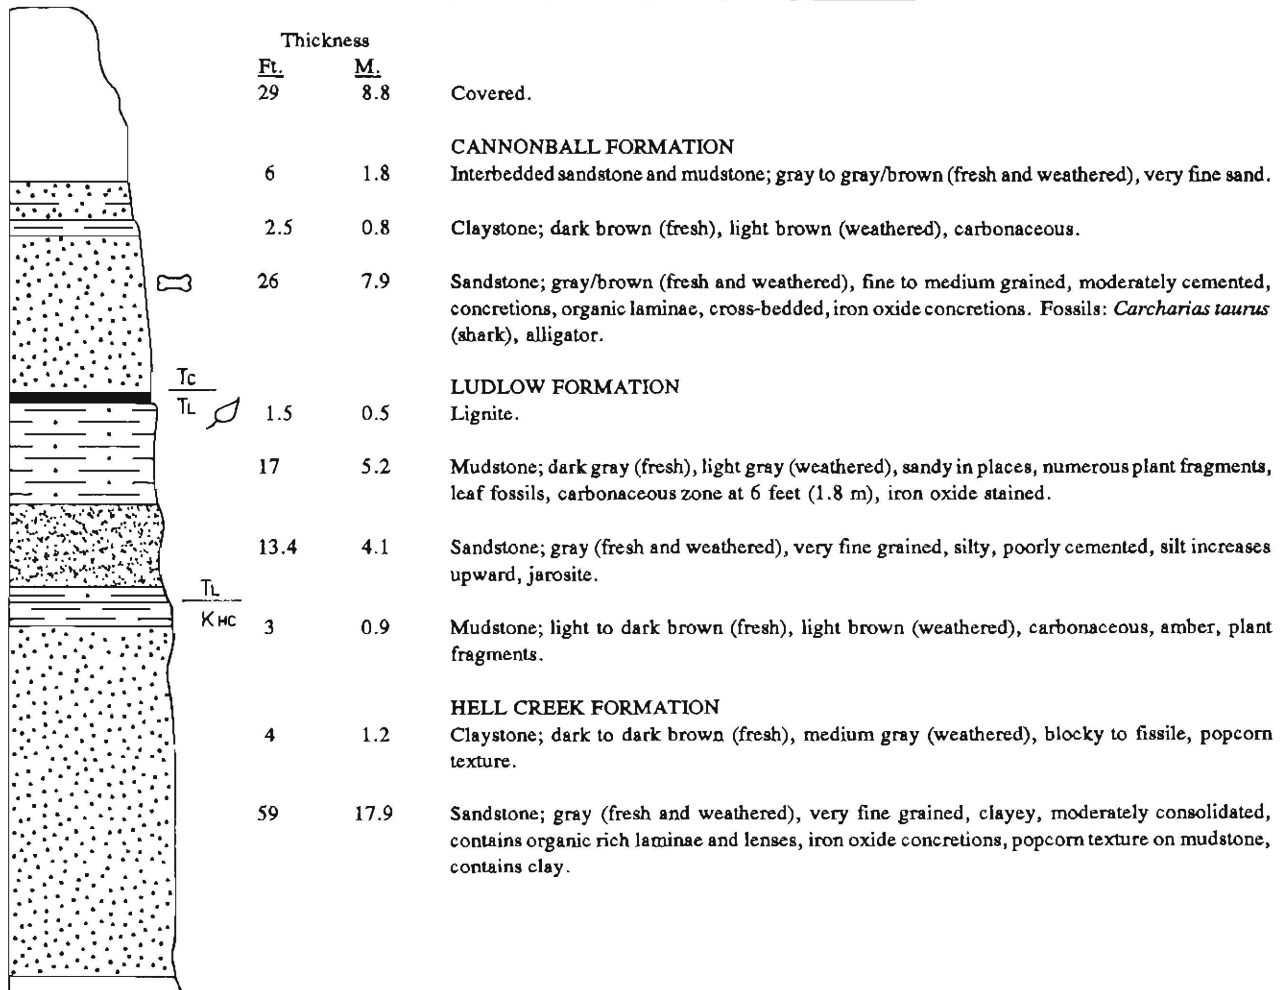 Thickness
Ft. M.
29 8.8 Covered.
CANNONBALL FORMATION
6 1.8 Interbedded sandstone and mudstone; gray to gray/brown (fresh and weathered), very fine sand.
2.5 0.8 Claystone; dark brown (fresh), light brown (weathered), carbonaceous.
26 7.9 Sandstone; gray/brown (fresh and weathered), fine to medium grained, moderately cemented,
concretions, organic laminae, cross-bedded, iron oxide concretions. Fossils: Carcharias taurus
(shark), alligator.
Tc
LUDLOW FORMATION
TL 1.5 0.5 Lignite.
17 5.2 Mudstone; dark gray (fresh), light gray (weathered), sandy in places, numerous plant fragments,
leaf fossils, carbonaceous zone at 6 feet (1.8 m), iron oxide stained.
13.4 4.1 Sandstone; gray (fresh and weathered), very fine grained, silty, poorly cemented, silt increases
upward, jarosite.
TL
KHC 3 0.9 Mudstone; light to dark brown (fresh), light brown (weathered), carbonaceous, amber, plant
fragments.
HELL CREEK FORMATION
4 1.2 Claystone; dark to dark brown (fresh), medium gray (weathered), blocky to fissile, popcorn
texture.
59 17.9 Sandstone; gray (fresh and weathered), very fine grained, clayey, moderately consolidated,
contains organic rich laminae and lenses, iron oxide concretions, popcorn texture on mudstone,
contains clay.